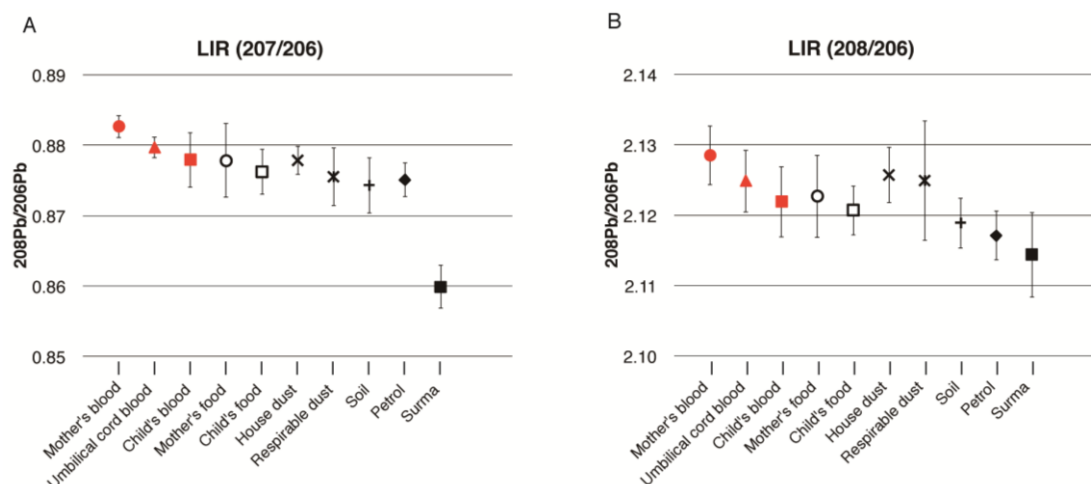 A
LIR (207/206)
208Pb/206Pb
0.89
0.88
0.87
0.86
0.85
Mother's blood
Umbilical cord blood
Child's blood
Mother's food
Child's food
House dust
Respirable dust
Soil
Petrol
Surma
B
LIR (208/206)
208Pb/206Pb
2.14
2.13
2.12
2.11
2.10
Mother's blood
Umbilical cord blood
Child's blood
Mother's food
Child's food
House dust
Respirable dust
Soil
Petrol
Surma